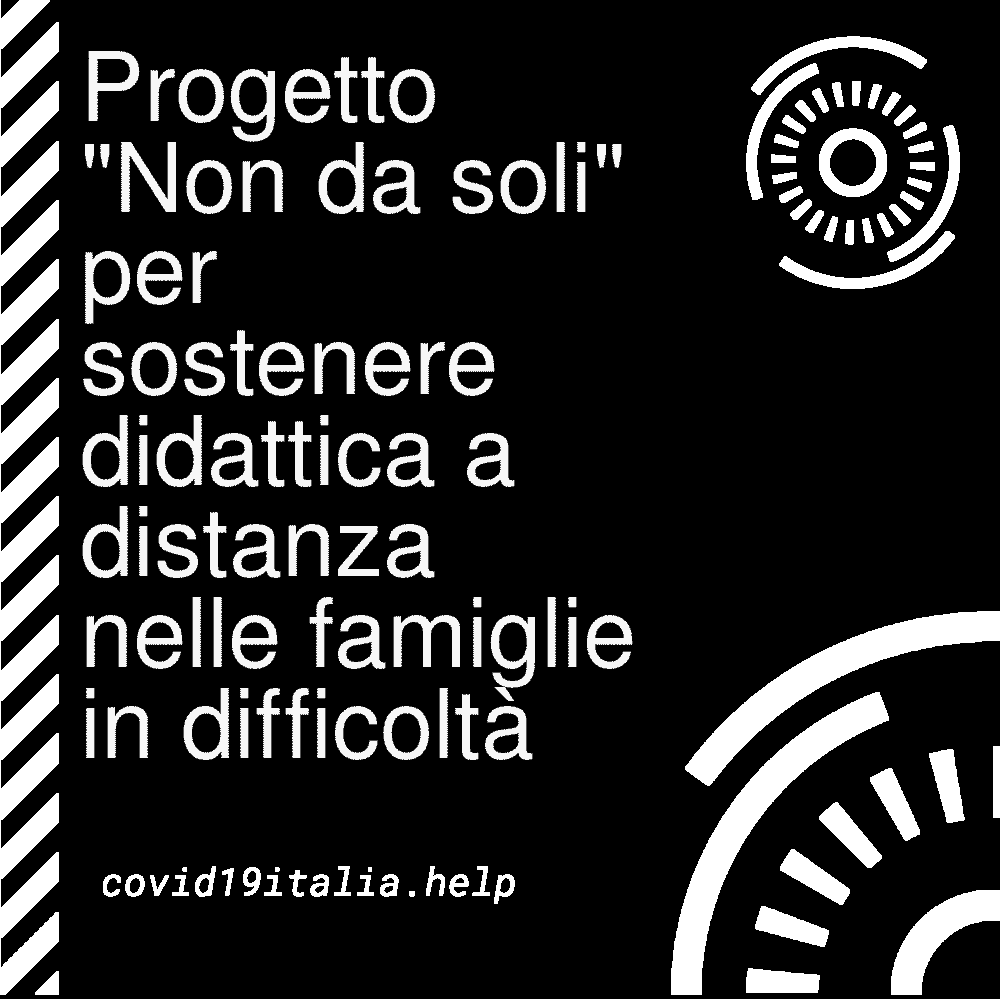 Progetto
"Non da soli"
per
sostenere
didattica a
distanza
nelle famiglie
in difficoltà
covid19italia.help